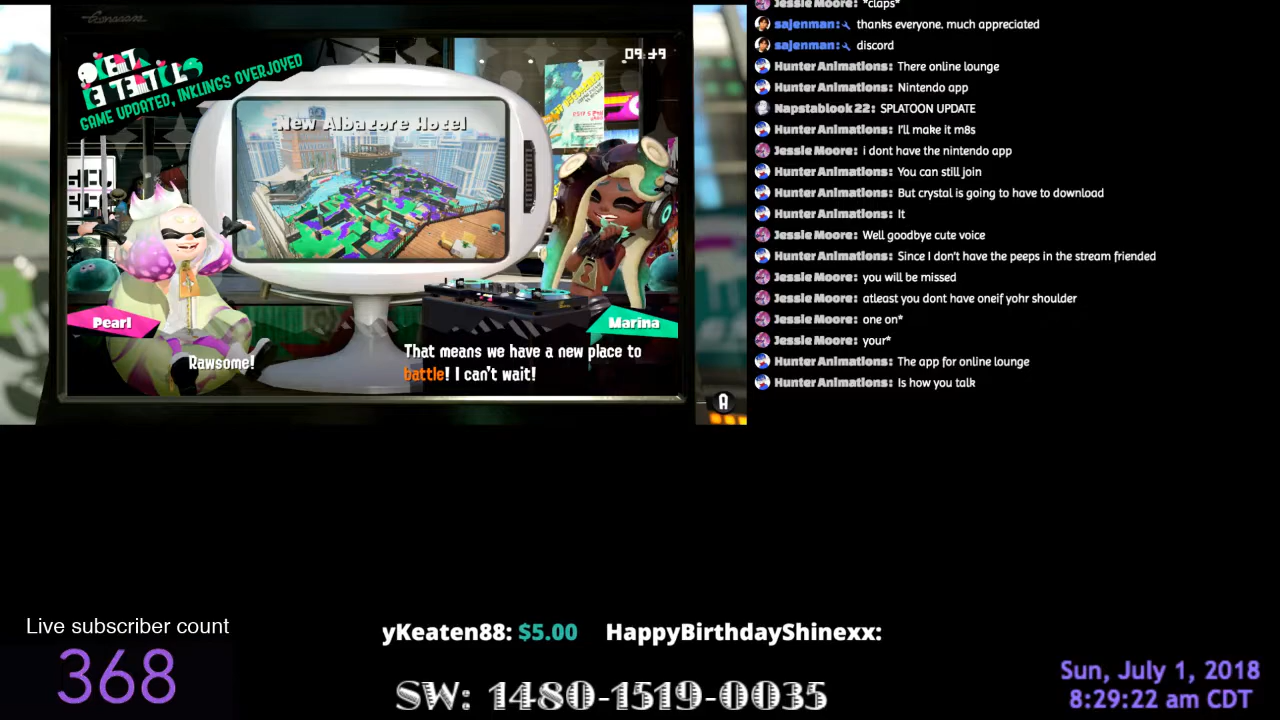 GAME UPDATED, INKLINGS OVERJOYED
New Albacore Hotel
Pearl
Rawsome!
Marina
That means we have a new place to
battle! I can't wait!
A
Jessie Moore: *claps*
sajenman: thanks everyone. much appreciated
sajenman: discord
Hunter Animations: There online lounge
Hunter Animations: Nintendo app
Napstablook 22: SPLATOON UPDATE
Hunter Animations: I'll make it m8s
Jessie Moore: i dont have the nintendo app
Hunter Animations: You can still join
Hunter Animations: But crystal is going to have to download
Hunter Animations: It
Jessie Moore: Well goodbye cute voice
Hunter Animations: Since I don't have the peeps in the stream friended
Jessie Moore: you will be missed
Jessie Moore: atleast you dont have oneif yohr shoulder
Jessie Moore: one on*
Jessie Moore: your*
Hunter Animations: The app for online lounge
Hunter Animations: Is how you talk
Live subscriber count
368
yKeaten88: $5.00 HappyBirthdayShinexx:
SW: 1480-1519-0035
Sun, July 1, 2018
8:29:22 am CDT